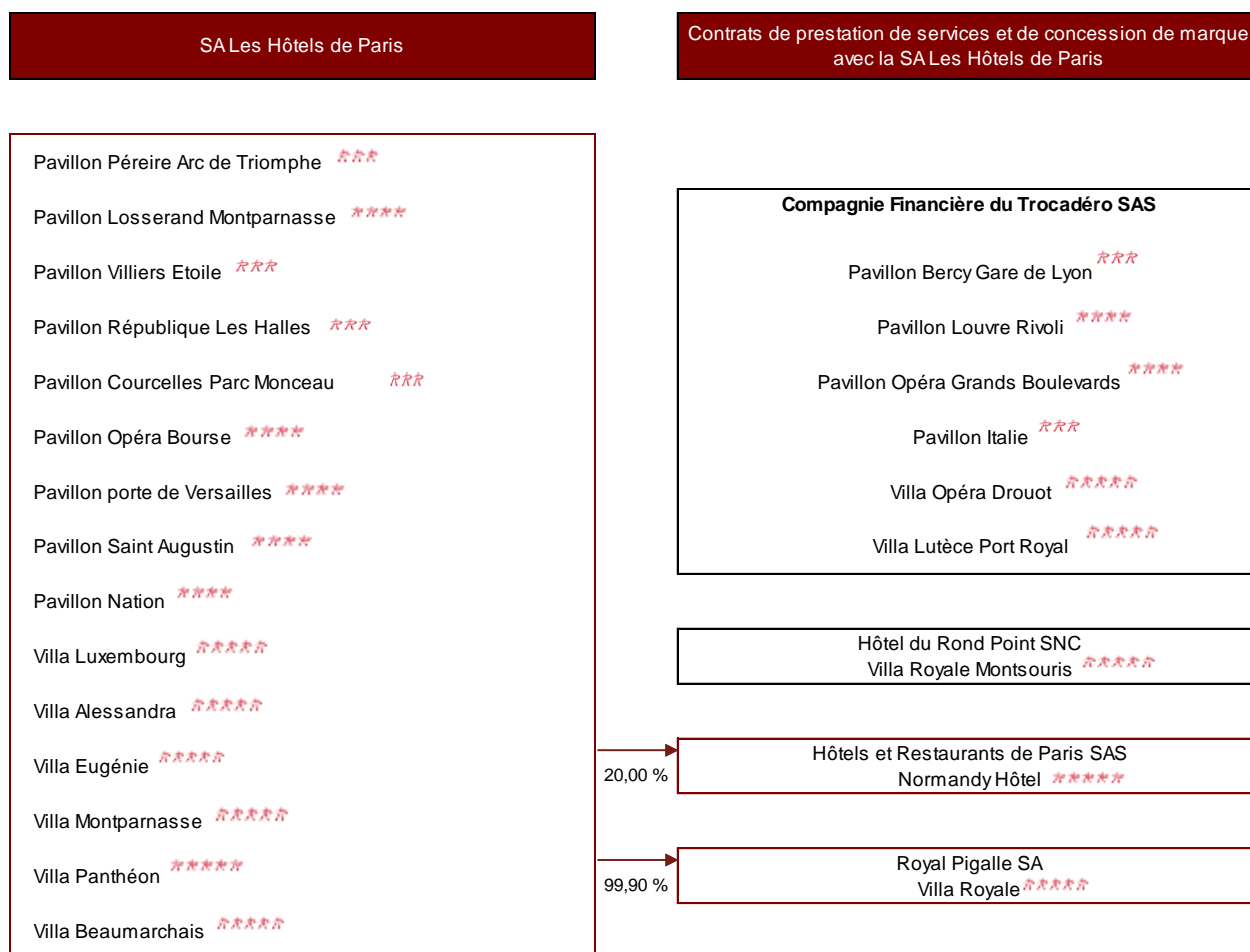 SA Les Hôtels de Paris
Contrats de prestation de services et de concession de marque
avec la SA Les Hôtels de Paris
Pavillon Péreire Arc de Triomphe
Pavillon Losserand Montparnasse
Pavillon Villiers Etoile
Pavillon République Les Halles
Pavillon Courcelles Parc Monceau
Pavillon Opéra Bourse
Pavillon porte de Versailles
Pavillon Saint Augustin
Pavillon Nation
Villa Luxembourg
Villa Alessandra
Villa Eugénie
Villa Montparnasse
Villa Panthéon
Villa Beaumarchais
Compagnie Financière du Trocadéro SAS
Pavillon Bercy Gare de Lyon
Pavillon Louvre Rivoli
Pavillon Opéra Grands Boulevards
Pavillon Italie
Villa Opéra Drouot
Villa Lutèce Port Royal
Hôtel du Rond Point SNC
Villa Royale Montsouris
20,00 %
Hôtels et Restaurants de Paris SAS
Normandy Hôtel
99,90 %
Royal Pigalle SA
Villa Royale